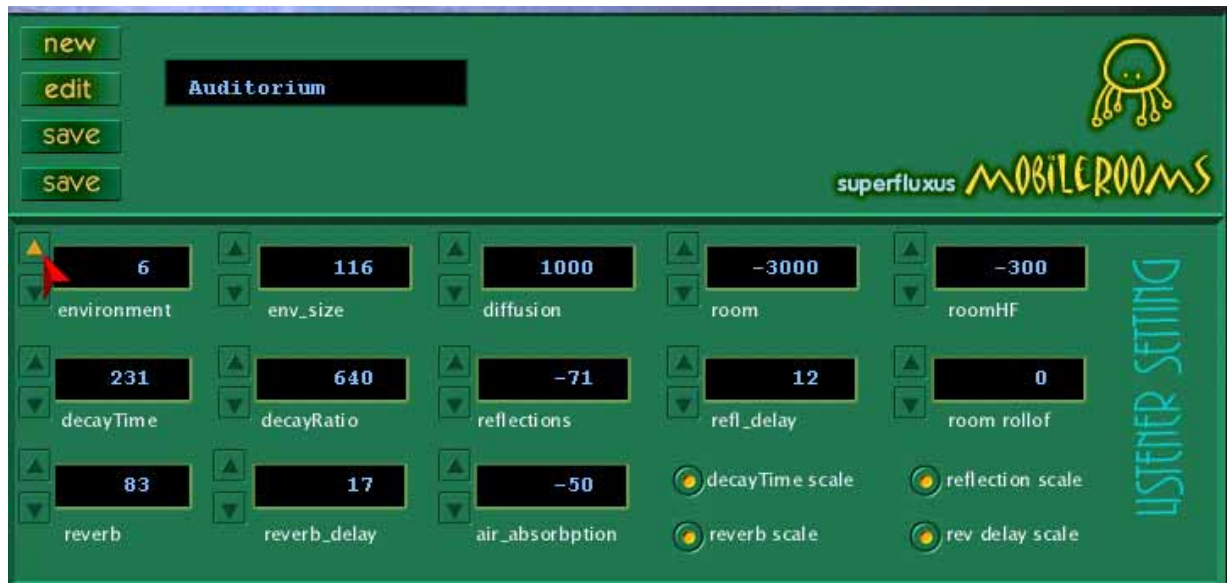 new
edit
save
save
Auditorium
superfluxus MOBILEROOMS
6
116
1000
-3000
-300
environment
env_size
diffusion
room
roomHF
231
640
-71
12
0
decayTime
decayRatio
reflections
refl_delay
room rollof
83
17
-50
decayTime scale
reflection scale
reverb
reverb_delay
air_absorbption
reverb scale
rev delay scale
LISTENER SETTING